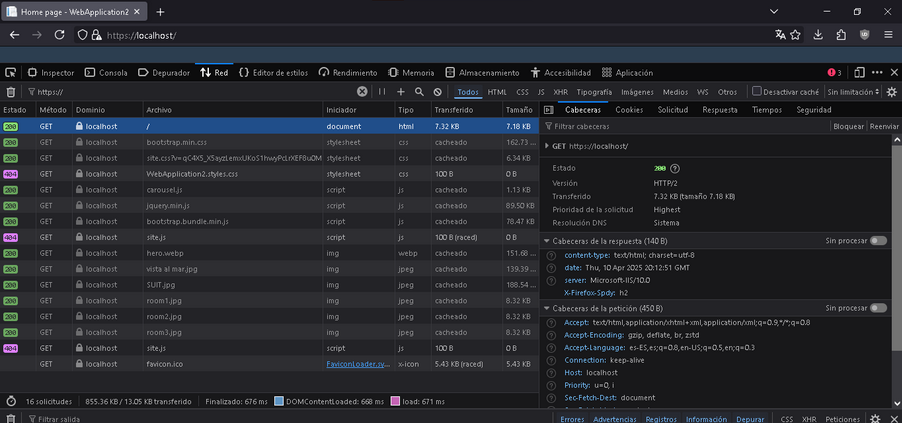 Home page - WebApplication2
https://localhost/
Inspector Consola Depurador Red Editor de estilos Rendimiento Memoria Almacenamiento Accesibilidad Aplicación 3
https:// Todos HTML CSS JS XHR Tipografía Imágenes Medios WS Otros Desactivar caché Sin limitación
Estado Método Dominio Archivo Iniciador Tipo Transferido Tamaño
200 GET localhost / document html 7.32 KB 7.18 KB
200 GET localhost bootstrap.min.css stylesheet css cacheado 162.73 ...
200 GET localhost stylesheet css cacheado 6.34 KB
404 GET localhost WebApplication2.styles.css stylesheet css 100 B 0 B
200 GET localhost carousel.js script js cacheado 1.13 KB
200 GET localhost jquery.min.js script js cacheado 89.50 KB
200 GET localhost bootstrap.bundle.min.js script js cacheado 78.47 KB
404 GET localhost site.js script js 100 B (raced) 0 B
200 GET localhost hero.webp img webp cacheado 151.68 ...
200 GET localhost vista al mar.jpg img jpeg cacheado 139.39 ...
200 GET localhost SUIT.jpg img jpeg cacheado 188.54 ...
200 GET localhost room1.jpg img jpeg cacheado 8.32 KB
200 GET localhost room2.jpg img jpeg cacheado 8.32 KB
200 GET localhost room3.jpg img jpeg cacheado 8.32 KB
404 GET localhost site.js script js 100 B 0 B
200 GET localhost favicon.ico FaviconLoader.sy... x-icon 5.43 KB (raced) 5.43 KB
16 solicitudes 855.36 KB / 13.05 KB transferido Finalizado: 676 ms DOMContentLoaded: 668 ms load: 671 ms
Cabeceras Cookies Solicitud Respuesta Tiempos Seguridad
Filtrar cabeceras Bloquear Reenviar
GET https://localhost/
Estado 200
Versión HTTP/2
Transferido 7.32 KB (tamaño 7.18 KB)
Prioridad de la solicitud Highest
Resolución DNS Sistema
Cabeceras de la respuesta (140 B) Sin procesar
content-type: text/html; charset=utf-8
date: Thu, 10 Apr 2025 20:12:51 GMT
server: Microsoft-IIS/10.0
X-Firefox-Spdy: h2
Cabeceras de la petición (450 B) Sin procesar
Accept: text/html,application/xhtml+xml,application/xml;q=0.9,*/*;q=0.8
Accept-Encoding: gzip, deflate, br, zstd
Accept-Language: es-ES,es;q=0.8,en-US;q=0.5,en;q=0.3
Connection: keep-alive
Host: localhost
Priority: u=0, i
Sec-Fetch-Dest: document
Filtrar salida Errores Advertencias Registros Información Depurar CSS XHR Peticiones